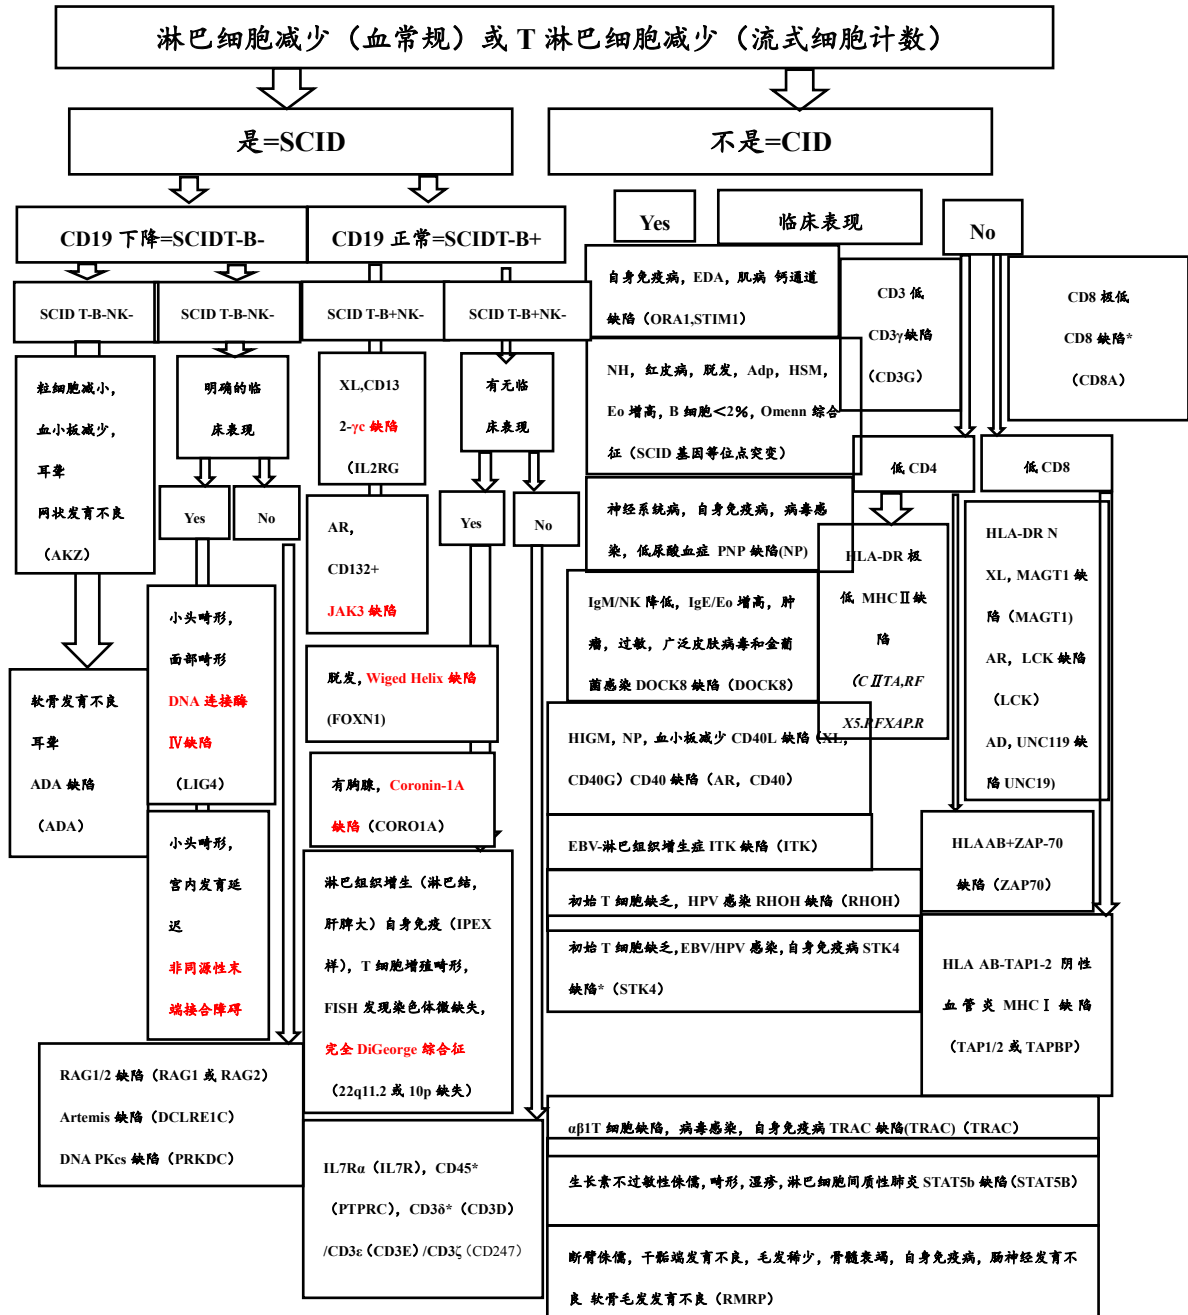 淋巴细胞减少（血常规）或 T 淋巴细胞减少（流式细胞计数）
是=SCID
不是=CID
CD19 下降=SCIDT-B-
CD19 正常=SCIDT-B+
Yes
临床表现
No
SCID T-B-NK-
SCID T-B-NK-
SCID T-B+NK-
SCID T-B+NK-
粒细胞减小，
血小板减少，
耳聋
网状发育不良
（AKZ）
软骨发育不良
耳聋
ADA 缺陷
（ADA）
明确的临
床表现
Yes
No
小头畸形，
面部畸形
DNA 连接酶
Ⅳ缺陷
（LIG4）
小头畸形，
宫内发育延
迟
非同源性末
端接合障碍
RAG1/2 缺陷（RAG1 或 RAG2）
Artemis 缺陷（DCLRE1C）
DNA PKcs 缺陷（PRKDC）
XL,CD13
2-γc 缺陷
（IL2RG
AR，
CD132+
JAK3 缺陷
有无临
床表现
Yes
No
脱发，Wiged Helix 缺陷
(FOXN1)
有胸腺，Coronin-1A
缺陷（CORO1A）
淋巴组织增生（淋巴结，
肝脾大）自身免疫（IPEX
样），T 细胞增殖畸形，
FISH 发现染色体微缺失，
完全 DiGeorge 综合征
（22q11.2 或 10p 缺失）
IL7Rα（IL7R），CD45*
（PTPRC），CD3δ*（CD3D）
/CD3ε（CD3E）/CD3ζ（CD247）
自身免疫病，EDA，肌病 钙通道
缺陷（ORA1,STIM1）
NH，红皮病，脱发，Adp，HSM，
Eo 增高，B 细胞＜2%，Omenn 综合
征（SCID 基因等位点突变）
神经系统病，自身免疫病，病毒感
染，低尿酸血症 PNP 缺陷(NP)
IgM/NK 降低，IgE/Eo 增高，肿
瘤，过敏，广泛皮肤病毒和金菌
菌感染 DOCK8 缺陷（DOCK8）
HIGM，NP，血小板减少 CD40L 缺陷（XL，
CD40G）CD40 缺陷（AR，CD40）
EBV-淋巴组织增生症 ITK 缺陷（ITK）
初始 T 细胞缺乏，HPV 感染 RHOH 缺陷（RHOH）
初始 T 细胞缺乏，EBV/HPV 感染，自身免疫病 STK4
缺陷*（STK4）
CD3 低
CD3γ缺陷
（CD3G）
CD8 极低
CD8 缺陷*
（CD8A）
低 CD4
低 CD8
HLA-DR 极
低 MHCⅡ缺
陷
（CⅡTA,RF
X5.RFXAP.R
HLA-DR N
XL，MAGT1 缺
陷（MAGT1）
AR，LCK 缺陷
（LCK）
AD，UNC119 缺
陷 UNC19）
HLA AB+ZAP-70
缺陷（ZAP70）
HLA AB-TAP1-2 阴性
血管炎 MHCⅠ缺陷
（TAP1/2 或 TAPBP）
αβ1T 细胞缺陷，病毒感染，自身免疫病 TRAC 缺陷(TRAC)（TRAC）
生长素不过敏性侏儒，畸形，湿疹，淋巴细胞间质性肺炎 STAT5b 缺陷（STAT5B）
断臂侏儒，干骺端发育不良，毛发稀少，骨髓衰竭，自身免疫病，肠神经发育不
良 软骨毛发发育不良（RMRP）